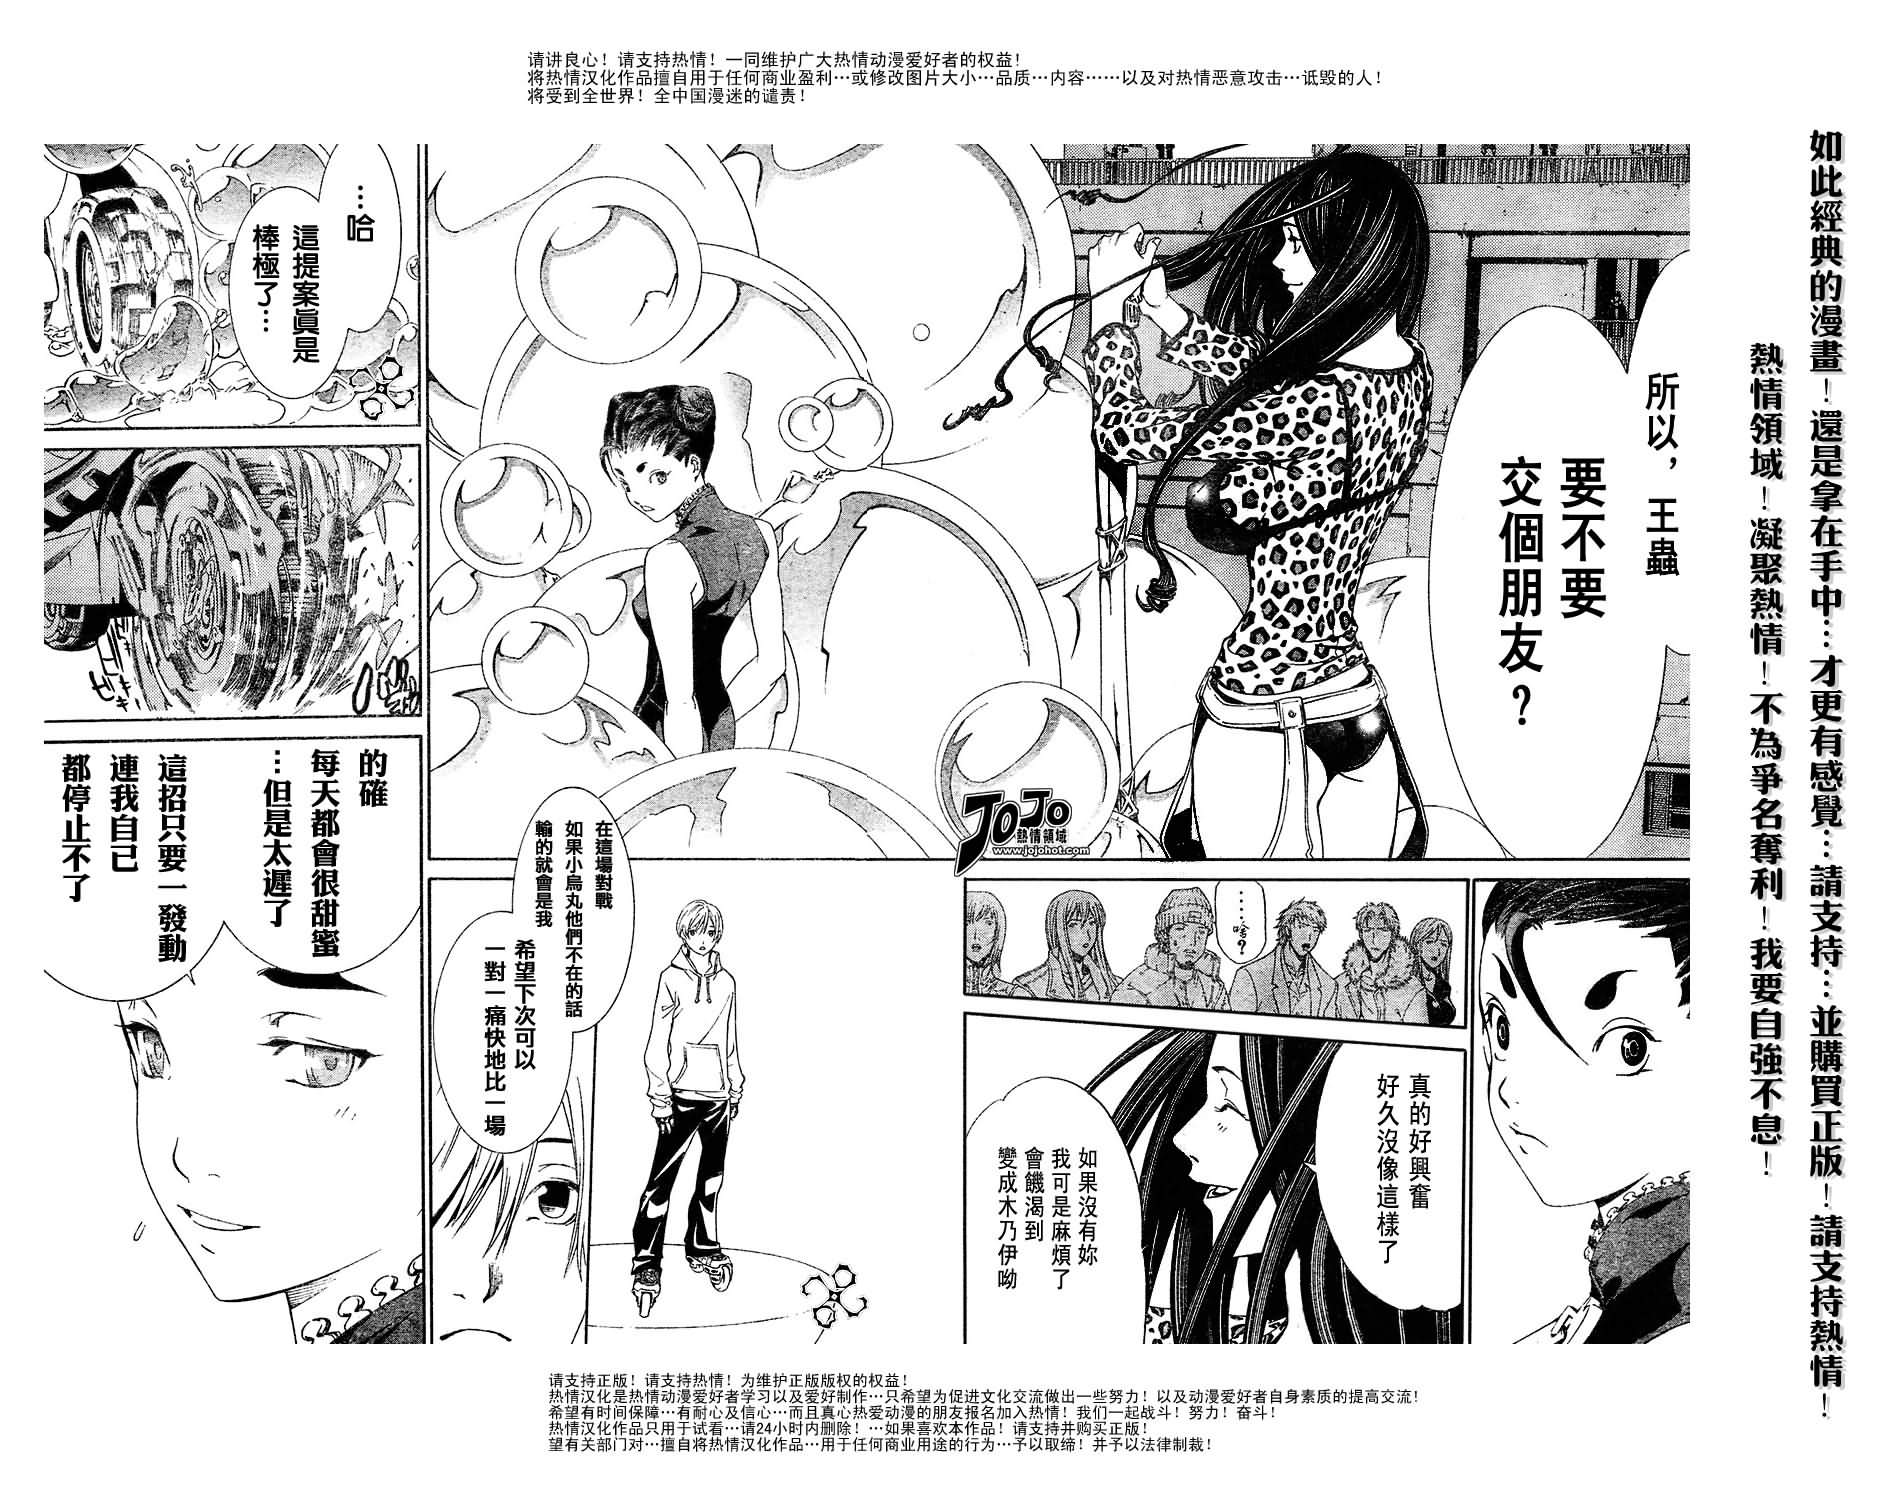 请讲良心！请支持热情！一同维护广大热情动漫爱好者的权益！
将热情汉化作品擅自用于任何商业盈利…或修改图片大小…品质…内容……以及对热情恶意攻击…诋毁的人！
将受到全世界！全中国漫迷的谴责！
如此經典的漫畫！還是拿在手中…才更有感覺…請支持…並購買正版！請支持熱情！
熱情領域！凝聚熱情！不為爭名奪利！我要自強不息！
所以，王蟲
要不要
交個朋友？
…哈
這提案真是
棒極了…
……
啥？
真的好興奮
好久沒像這樣了
如果沒有妳
我可是麻煩了
會饑渴到
變成木乃伊呦
在這場對戰
如果小烏丸他們不在的話
輸的就會是我
希望下次可以
一對一痛快地比一場
的確
每天都會很甜蜜
…但是太遲了
這招只要一發動
連我自己
都停止不了
JOJO
熱情領域
www.jojohot.com
请支持正版！请支持热情！为维护正版版权的权益！
热情汉化是热情动漫爱好者学习以及爱好制作…只希望为促进文化交流做出一些努力！以及动漫爱好者自身素质的提高交流！
希望有时间保障…有耐心及信心…而且真心热爱动漫的朋友报名加入热情！我们一起战斗！努力！奋斗！
热情汉化作品只用于试看…请24小时内删除！…如果喜欢本作品！请支持并购买正版！
望有关部门对…擅自将热情汉化作品…用于任何商业用途的行为…予以取缔！并予以法律制裁！